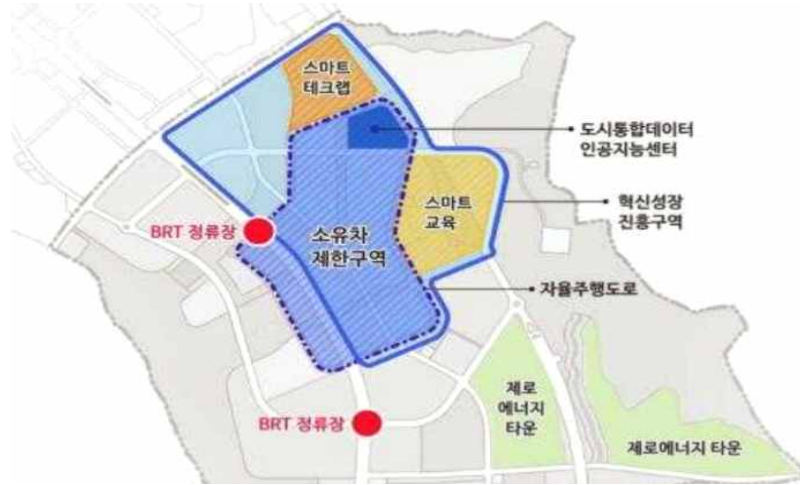 스마트
테크랩
도시통합데이터
인공지능센터
스마트
교육
혁신성장
진흥구역
BRT 정류장
소유차
제한구역
자율주행도로
제로
에너지
타운
BRT 정류장
제로에너지 타운